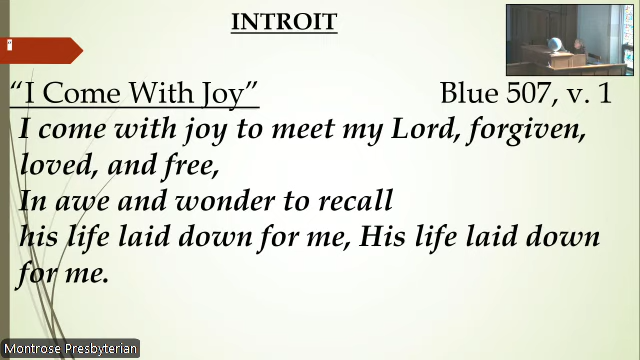 INTROIT
“I Come With Joy” Blue 507, v. 1
I come with joy to meet my Lord, forgiven,
loved, and free,
In awe and wonder to recall
his life laid down for me, His life laid down
for me.
Montrose Presbyterian